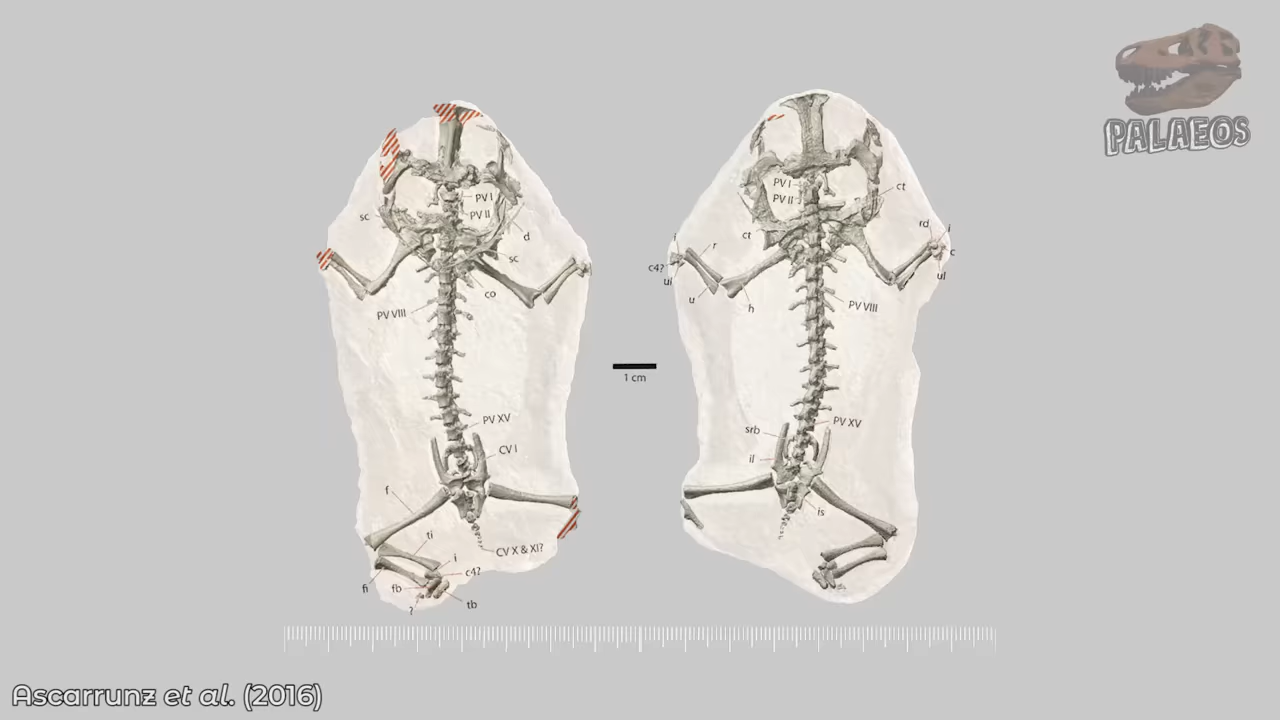 PALAEOS
PV I
PV II
sc
d
sc
co
PV VIII
PV XV
CV I
f
ti
i
c4?
fi
fb
tb
?
CV X & XI?
1 cm
PV I
PV II
ct
ct
rd
i
c
ul
i
r
c4?
ul
u
h
PV VIII
PV XV
srb
il
is
Ascarrunz et al. (2016)